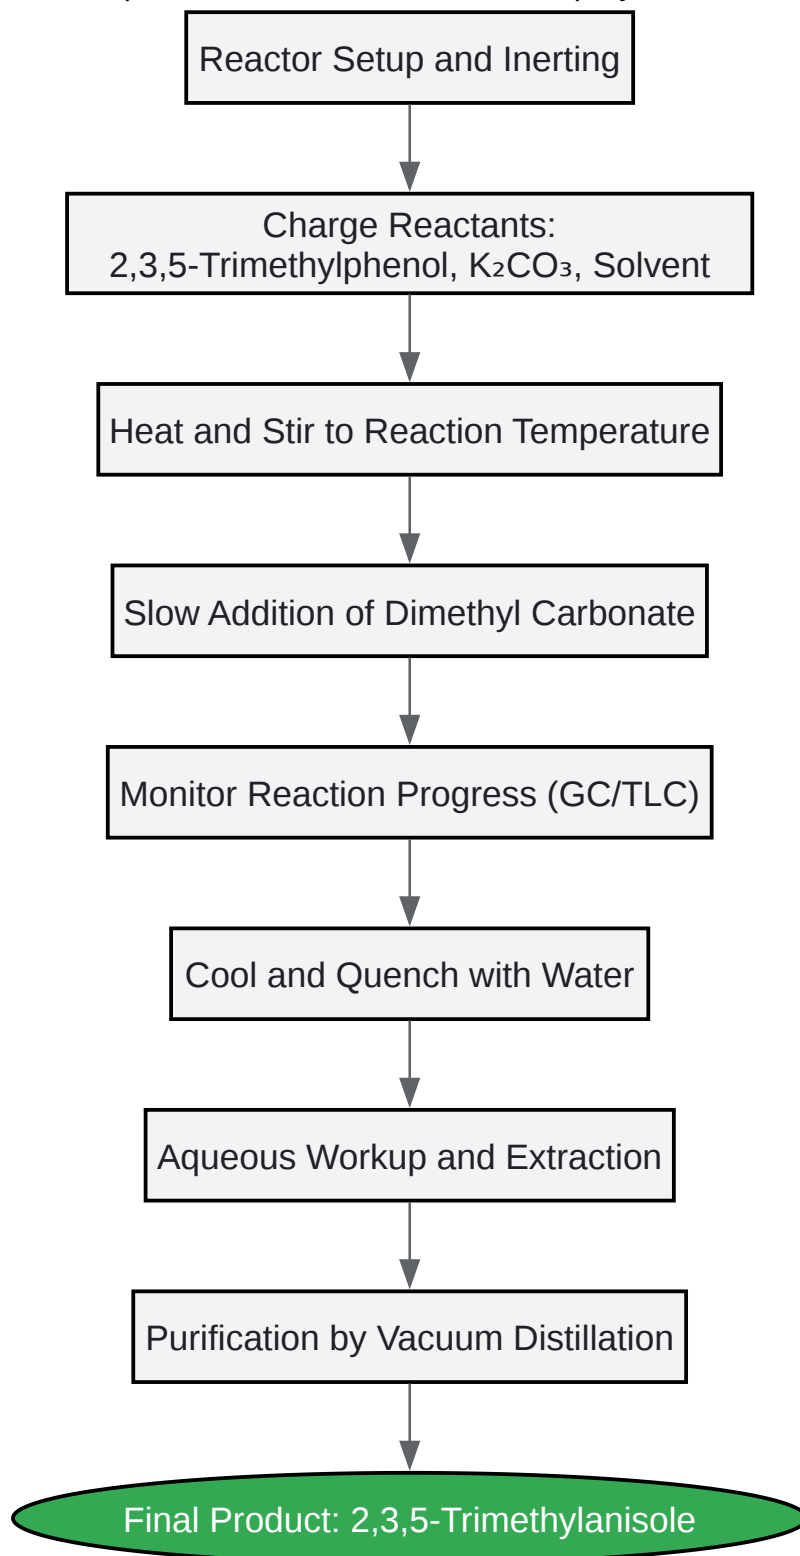 Reactor Setup and Inerting
Charge Reactants:
2,3,5-Trimethylphenol, K₂CO₃, Solvent
Heat and Stir to Reaction Temperature
Slow Addition of Dimethyl Carbonate
Monitor Reaction Progress (GC/TLC)
Cool and Quench with Water
Aqueous Workup and Extraction
Purification by Vacuum Distillation
Final Product: 2,3,5-Trimethylanisole